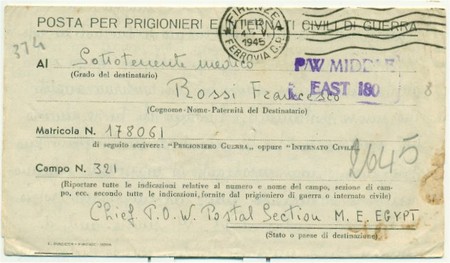 POSTA PER PRIGIONIERI E INTERNATI CIVILI DI GUERRA
FIRENZE
1945
FERROVIA C.P.
374
Al Sottotenente medico
(Grado del destinatario)
P/W MIDDLE
EAST 180
8
Rossi Francesco
(Cognome-Nome-Paternità del Destinatario)
Matricola N. 178061
di seguito scrivere: "PRIGIONIERO GUERRA", oppure "INTERNATO CIVILE"
2645
Campo N. 321
(Riportare tutte le indicazioni relative al numero e nome del campo, sezione di cam-
po, ecc. secondo tutte le indicazioni, fornite dal prigioniero di guerra o internato civile)
Chief P.O.W. Postal Section M.E. EGYPT
(Stato o paese di destinazione)